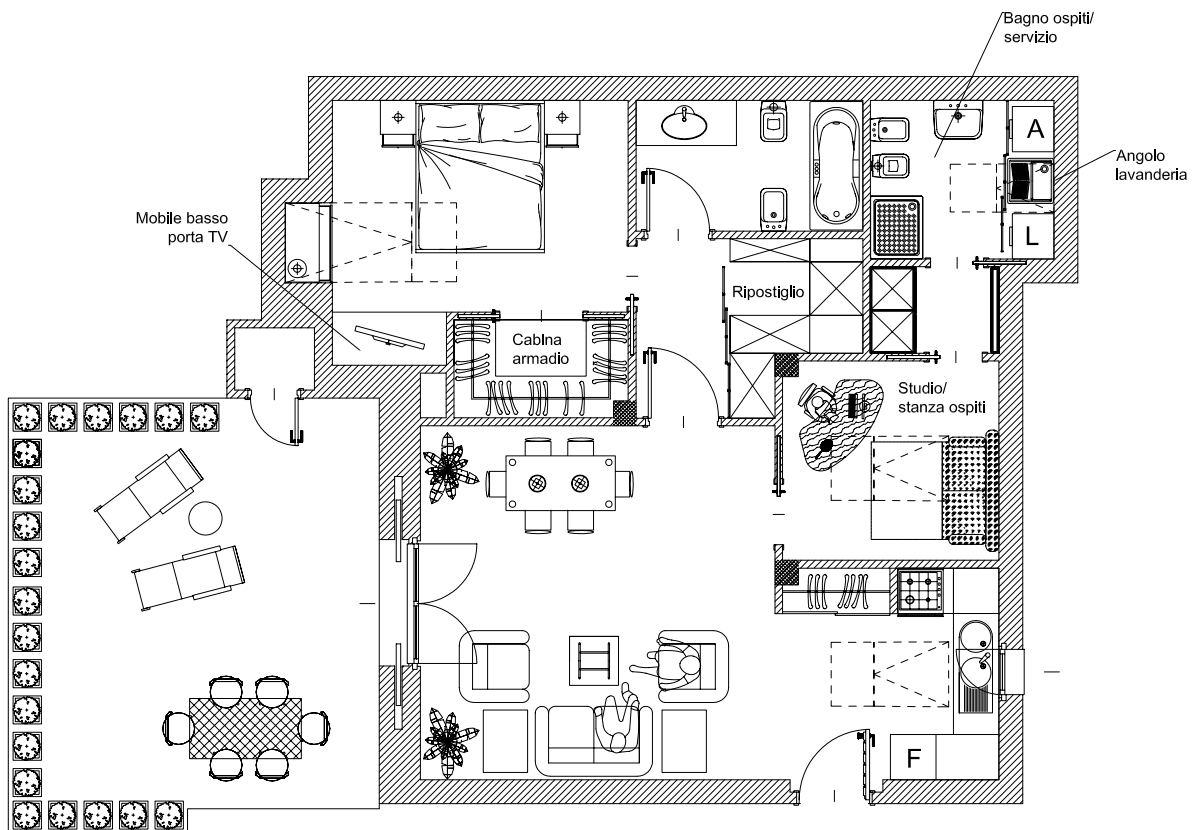 Bagno ospiti/
servizio
A
Angolo
lavanderia
Mobile basso
porta TV
L
Ripostiglio
Cabina
armadio
Studio/
stanza ospiti
F